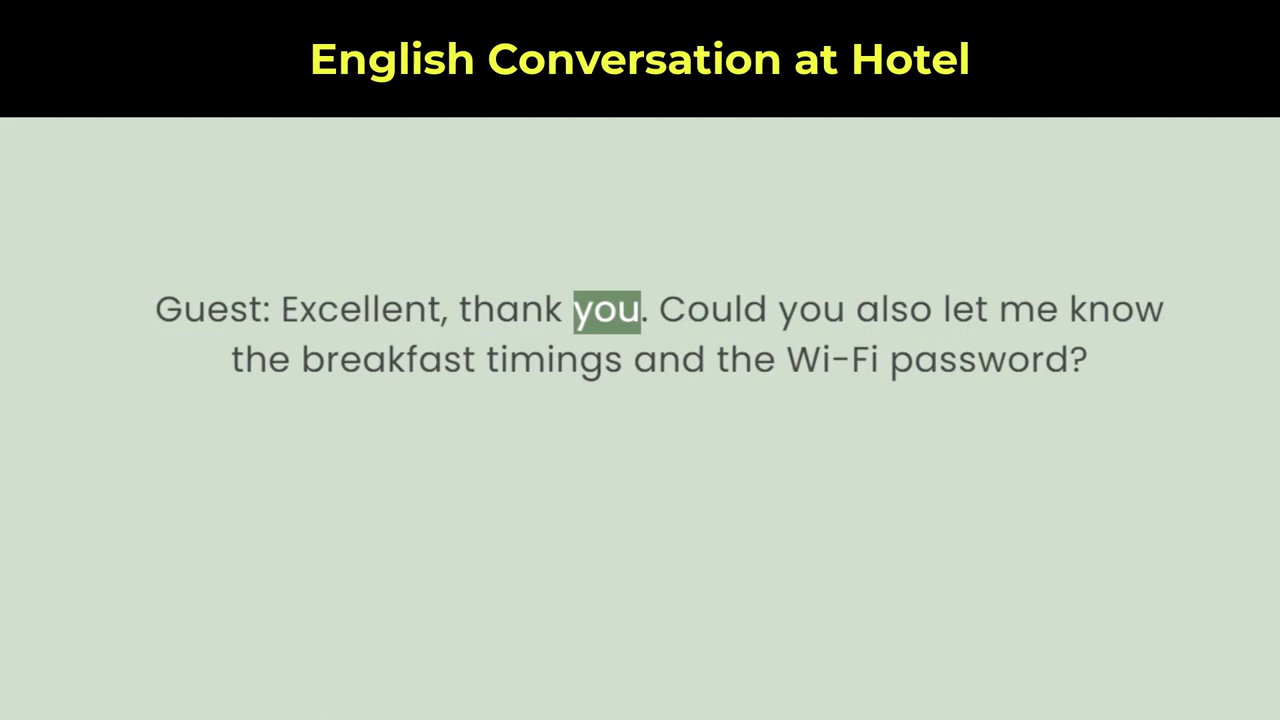 English Conversation at Hotel
Guest: Excellent, thank you. Could you also let me know
the breakfast timings and the Wi-Fi password?